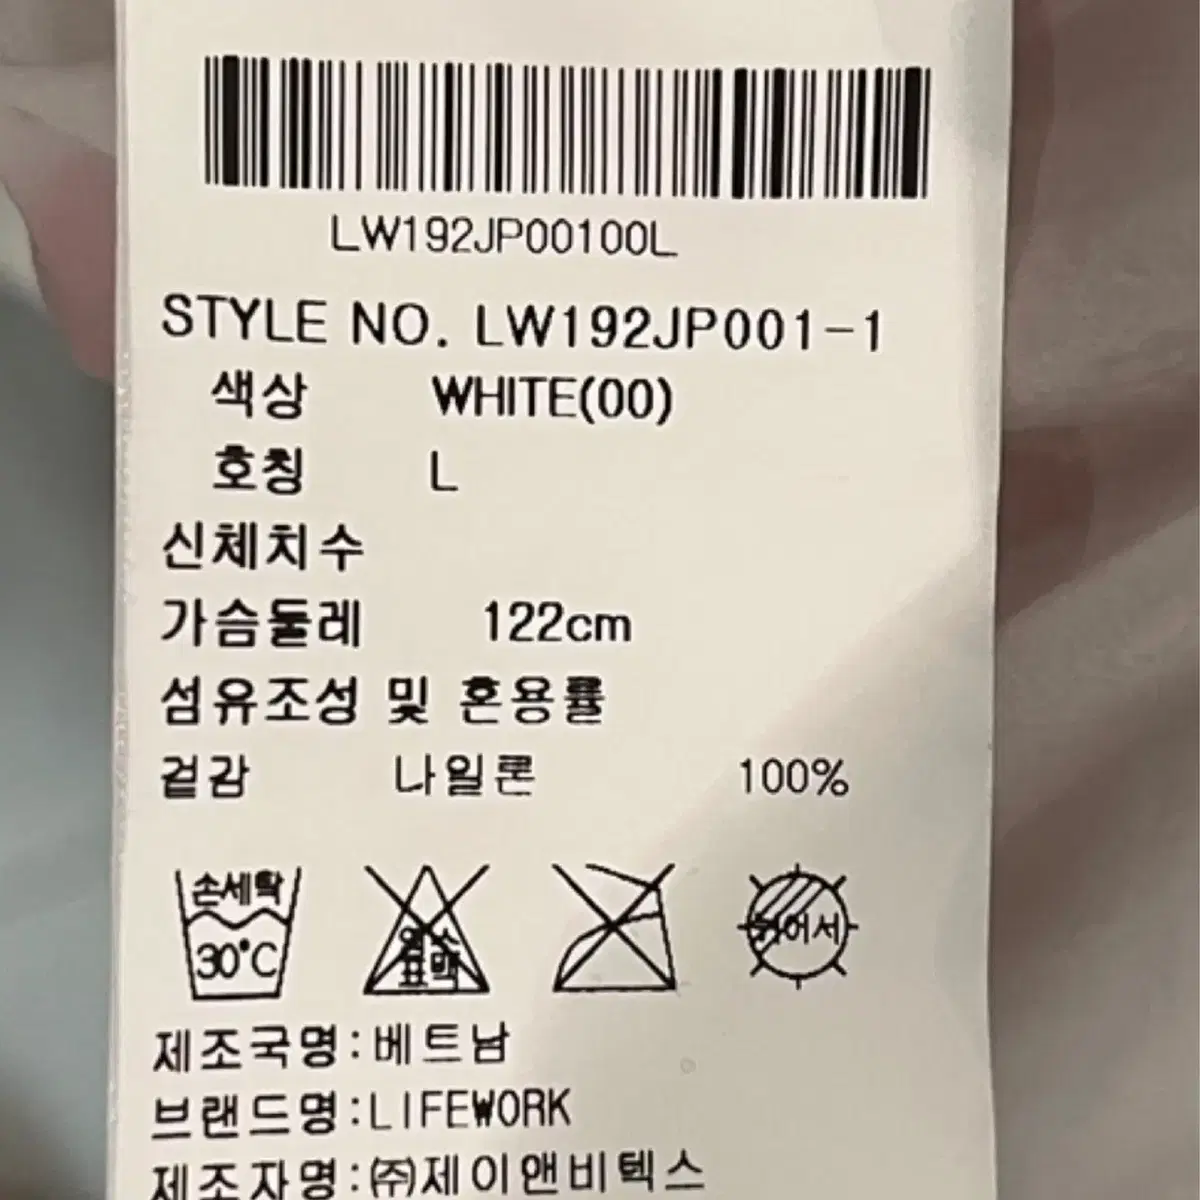 LW192JP00100L
STYLE NO. LW192JP001-1
색상 WHITE(00)
호칭 L
신체치수
가슴둘레 122cm
섬유조성 및 혼용률
겉감 나일론 100%
손세탁
30℃
염소
표백
뉘어서
제조국명:베트남
브랜드명:LIFEWORK
제조자명:㈜제이앤비텍스